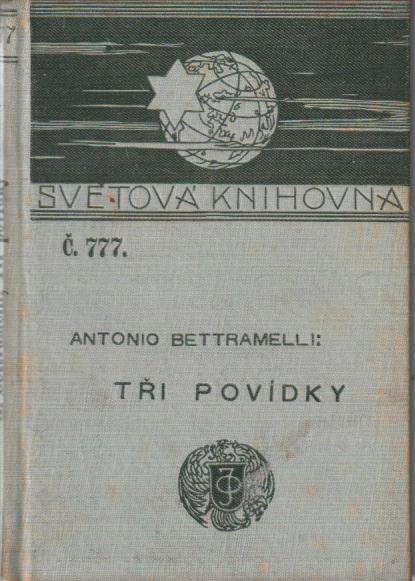 SVĚTOVÁ KNIHOVNA
Č. 777.
ANTONIO BETTRAMELLI:
TŘI POVÍDKY